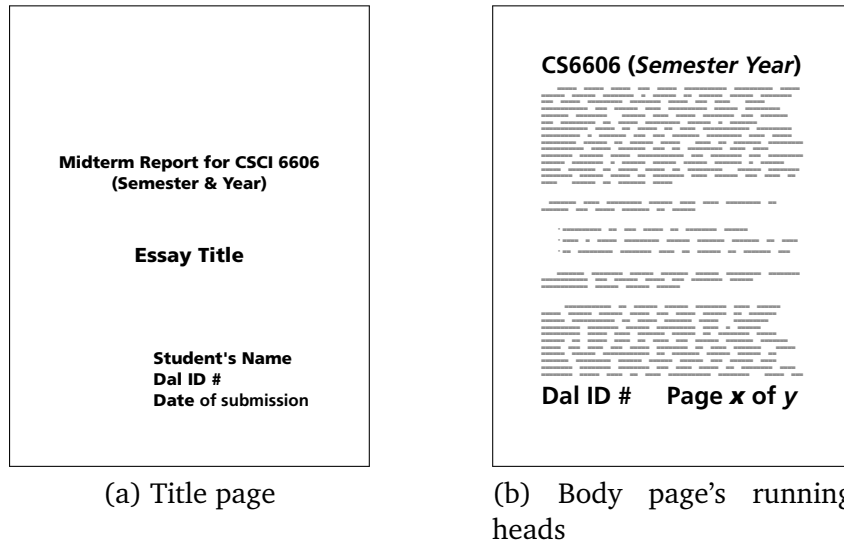 Midterm Report for CSCI 6606
(Semester & Year)
Essay Title
Student's Name
Dal ID #
Date of submission
(a) Title page
CS6606 (Semester Year)
Dal ID # Page x of y
(b) Body page's running
heads